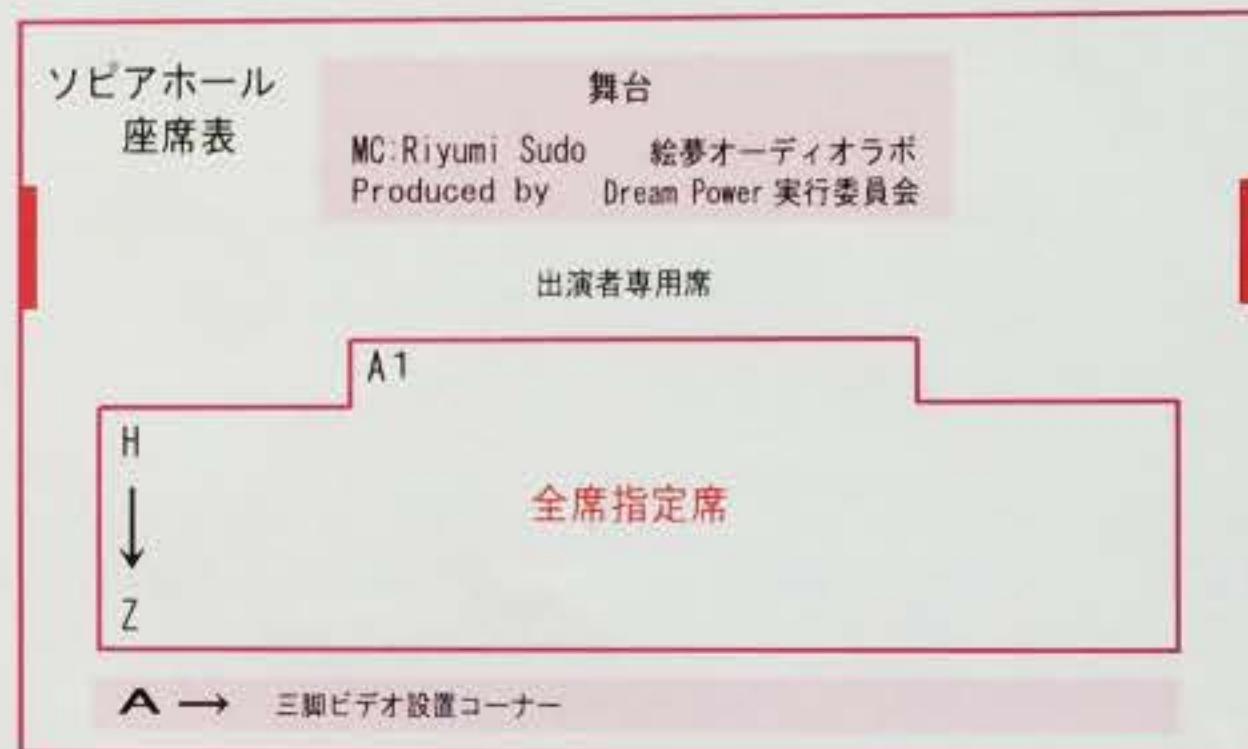 ソピアホール
座席表
舞台
MC:Riyumi Sudo 絵夢オーディオラボ
Produced by Dream Power 実行委員会
出演者専用席
A1
H
↓
Z
全席指定席
A → 三脚ビデオ設置コーナー